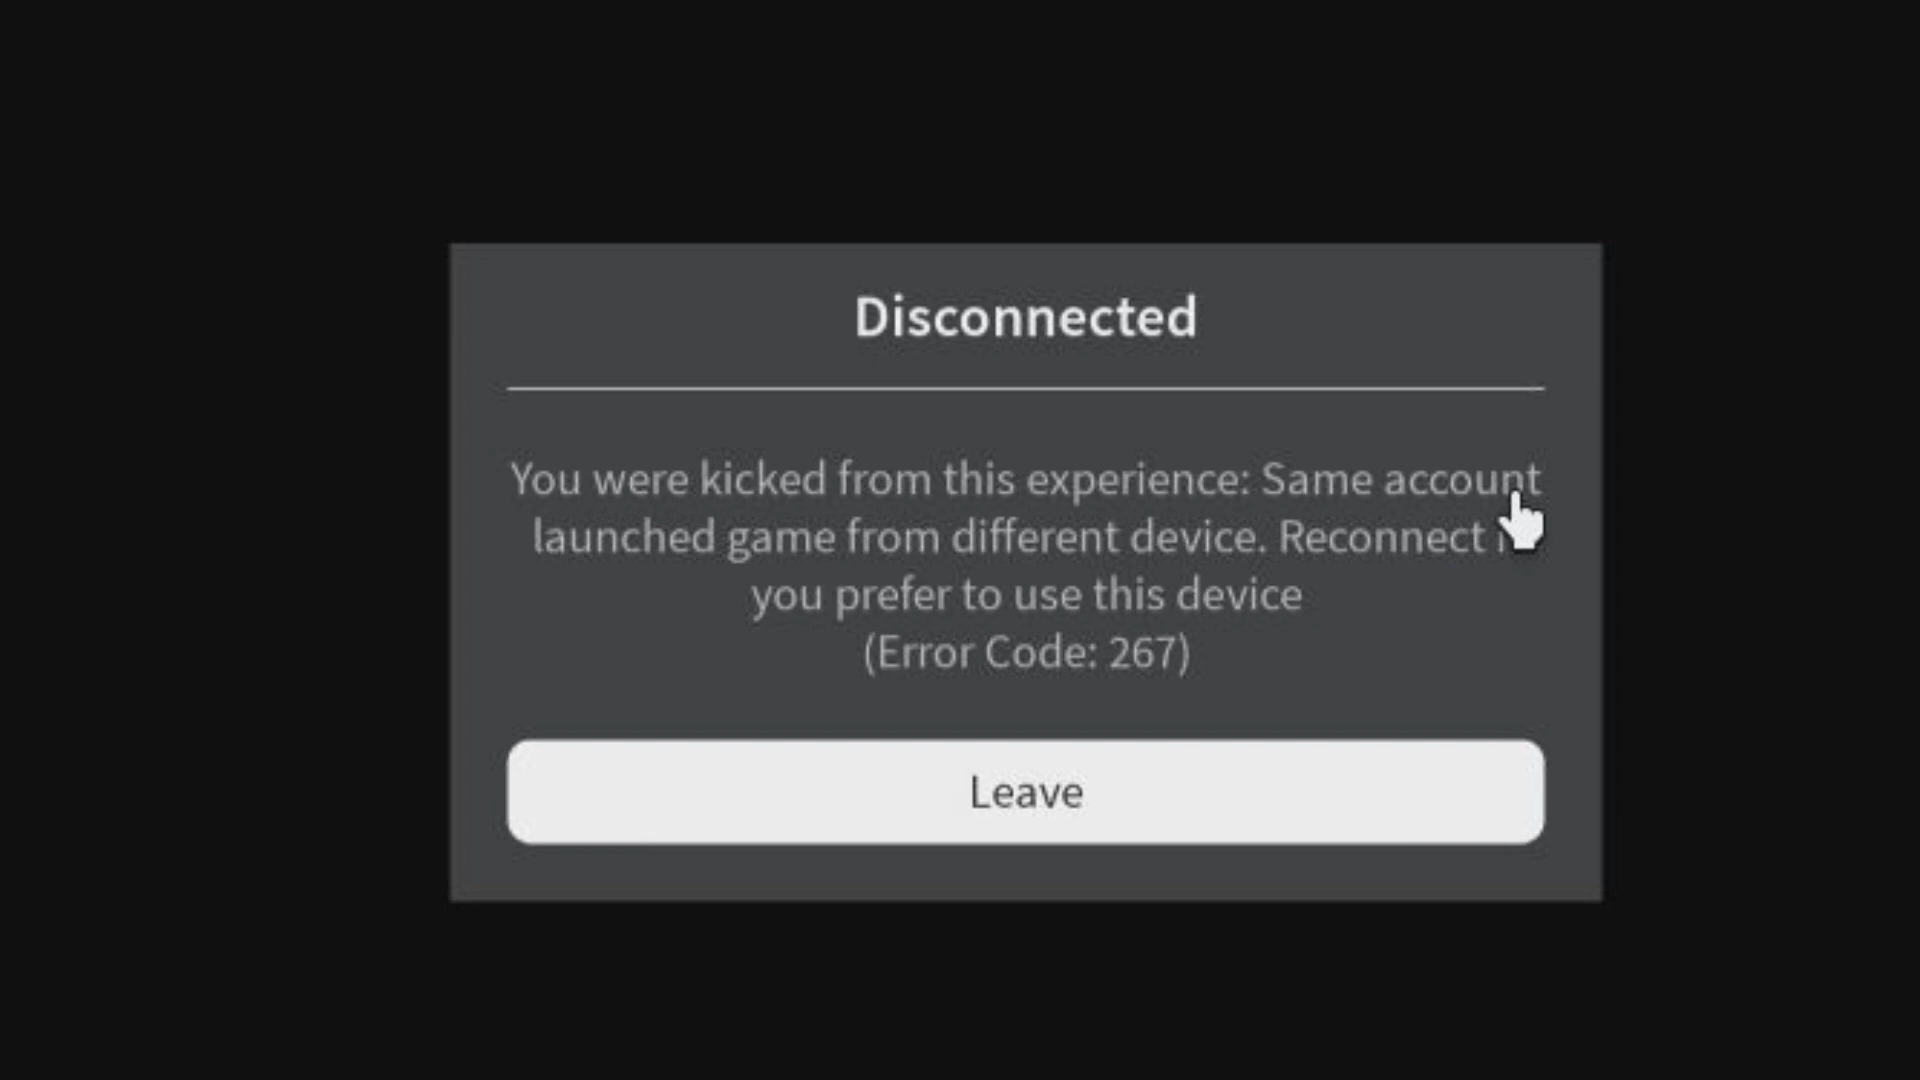 Disconnected
You were kicked from this experience: Same account
launched game from different device. Reconnect
you prefer to use this device
(Error Code: 267)
Leave